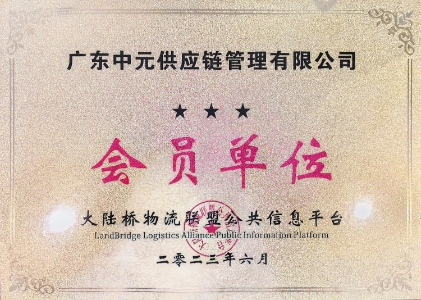 广东中元供应链管理有限公司
★ ★ ★
会员单位
大陆桥物流联盟公共信息平台
LandBridge Logistics Alliance Public Information Platform
二零二三年六月